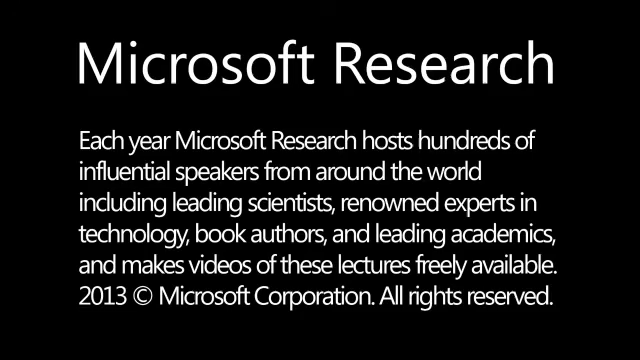 Microsoft Research
Each year Microsoft Research hosts hundreds of
influential speakers from around the world
including leading scientists, renowned experts in
technology, book authors, and leading academics,
and makes videos of these lectures freely available.
2013 © Microsoft Corporation. All rights reserved.